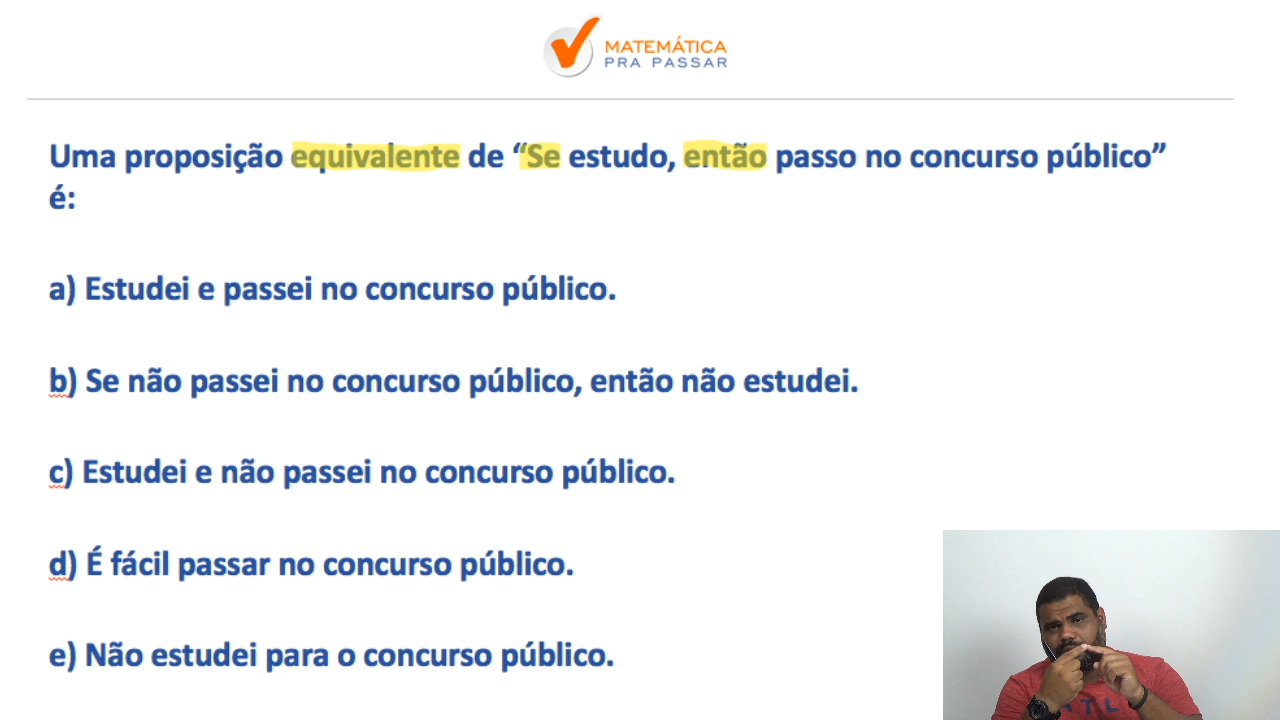 MATEMÁTICA
PRA PASSAR
Uma proposição equivalente de “Se estudo, então passo no concurso público”
é:
a) Estudei e passei no concurso público.
b) Se não passei no concurso público, então não estudei.
c) Estudei e não passei no concurso público.
d) É fácil passar no concurso público.
e) Não estudei para o concurso público.